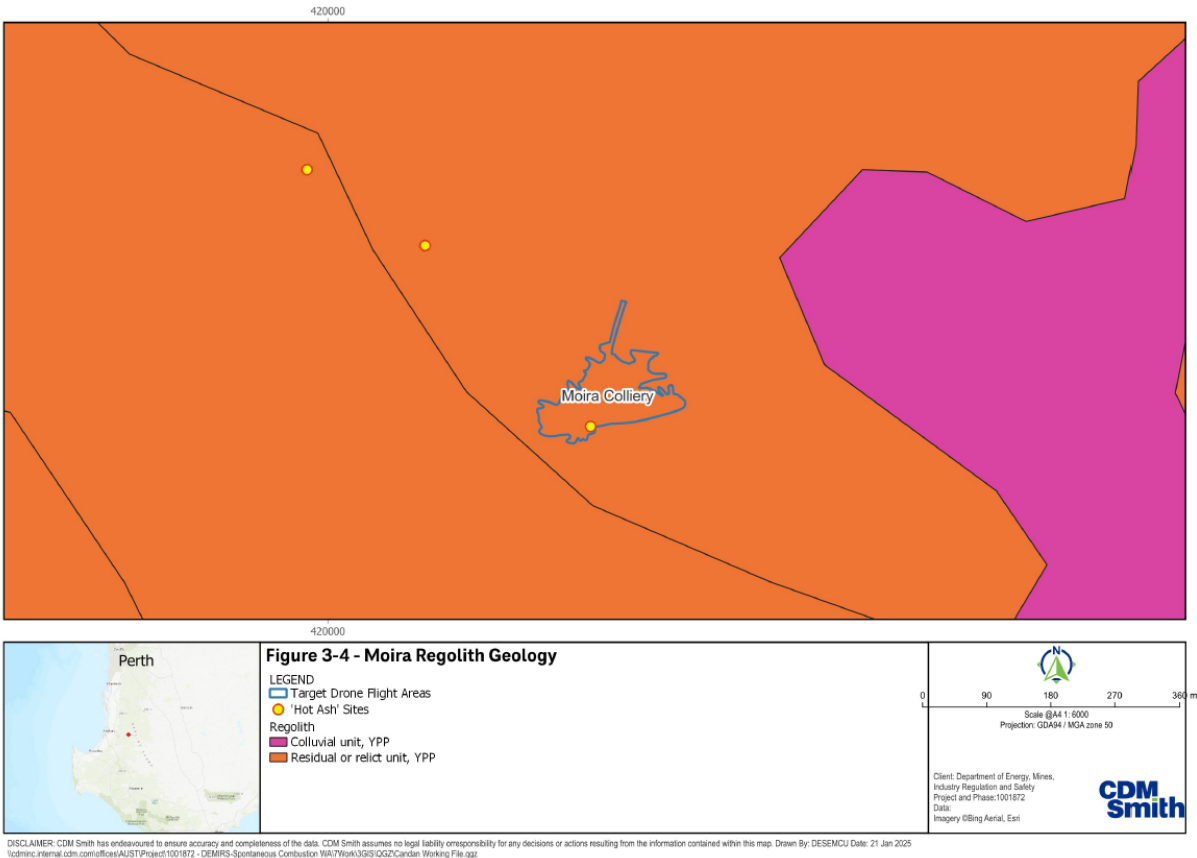 420000
Moira Colliery
420000
Perth
Figure 3-4 - Moira Regolith Geology
LEGEND
Target Drone Flight Areas
'Hot Ash' Sites
Regolith
Colluvial unit, YPP
Residual or relict unit, YPP
N
0 90 180 270 360 m
Scale @A4 1: 6000
Projection: GDA94 / MGA zone 50
Client: Department of Energy, Mines,
Industry Regulation and Safety
Project and Phase:1001872
Data:
Imagery ©Bing Aerial, Esri
CDM
Smith
DISCLAIMER: CDM Smith has endeavoured to ensure accuracy and completeness of the data. CDM Smith assumes no legal liability orresponsibility for any decisions or actions resulting from the information contained within this map. Drawn By: DESEMCU Date: 21 Jan 2025
\\cdminc.internal.cdm.com\offices\AUST\Project\1001872 - DEMIRS-Spontaneous Combustion WA\7Work\3GIS\QGZ\Candan Working File.qgz